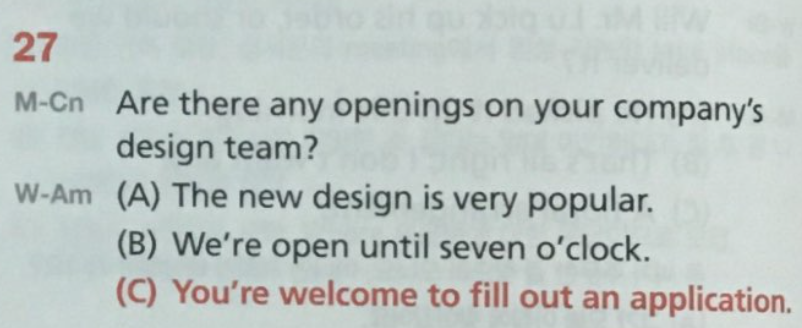 27
M-Cn Are there any openings on your company's
design team?
W-Am (A) The new design is very popular.
(B) We're open until seven o'clock.
(C) You're welcome to fill out an application.